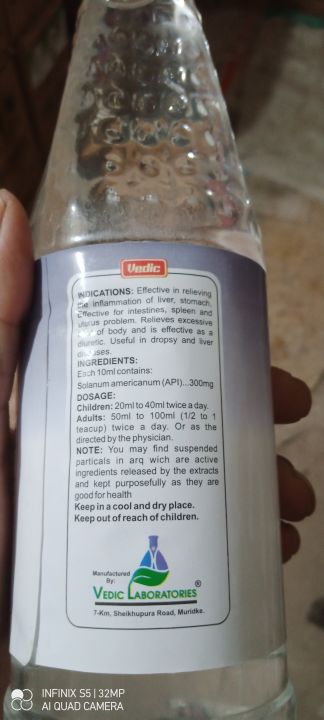 Vedic
INDICATIONS: Effective in relieving
the inflammation of liver, stomach,
Effective for intestines, spleen and
uterus problem. Relieves excessive
of body and is effective as a
diuretic. Useful in dropsy and liver
diseases.
INGREDIENTS:
Each 10ml contains:
Solanum americanum (API)...300mg
DOSAGE:
Children: 20ml to 40ml twice a day.
Adults: 50ml to 100ml (1/2 to 1
teacup) twice a day. Or as the
directed by the physician.
NOTE: You may find suspended
particals in arq wich are active
ingredients released by the extracts
and kept purposefully as they are
good for health
Keep in a cool and dry place.
Keep out of reach of children.
Manufactured
By:
VEDIC LABORATORIES®
7-Km, Sheikhupura Road, Muridke.
INFINIX S5 | 32MP
AI QUAD CAMERA